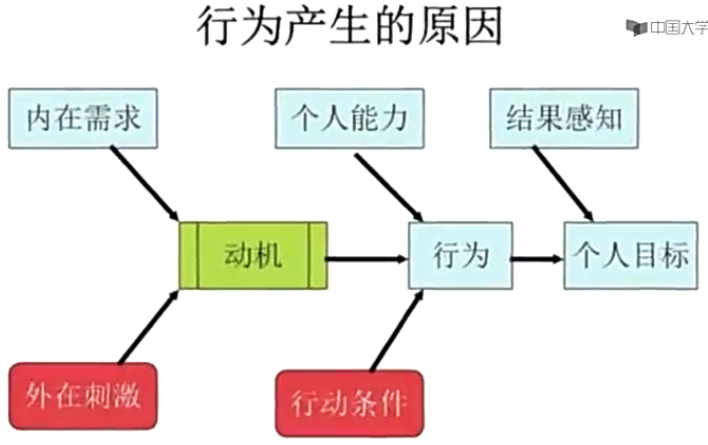 行为产生的原因
中国大学
内在需求
个人能力
结果感知
动机
行为
个人目标
外在刺激
行动条件